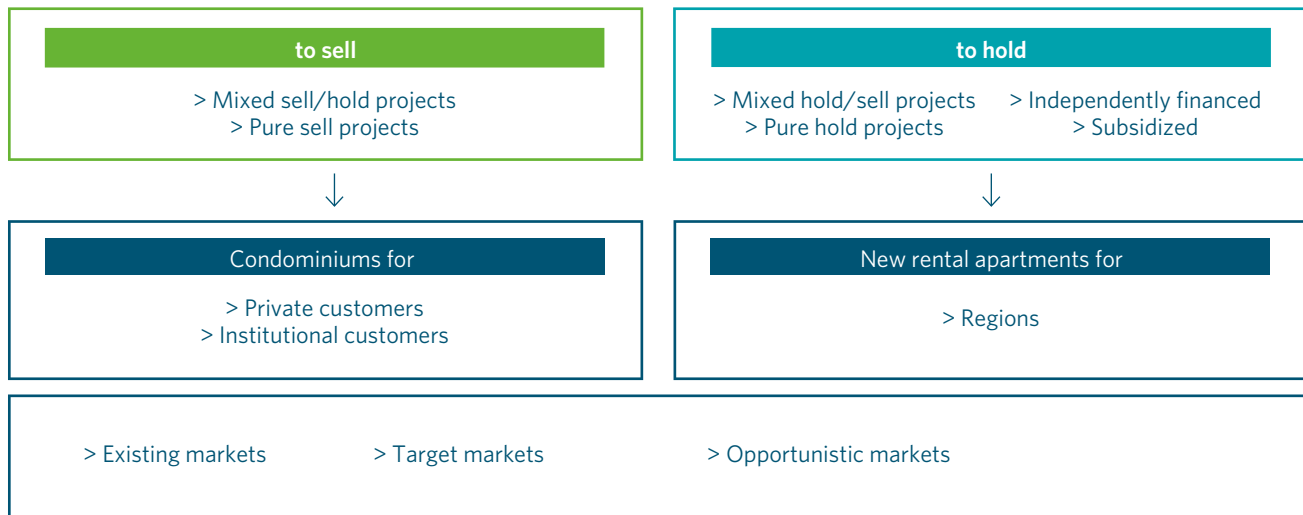 to sell
> Mixed sell/hold projects
> Pure sell projects
to hold
> Mixed hold/sell projects
> Pure hold projects
> Independently financed
> Subsidized
Condominiums for
> Private customers
> Institutional customers
New rental apartments for
> Regions
> Existing markets
> Target markets
> Opportunistic markets